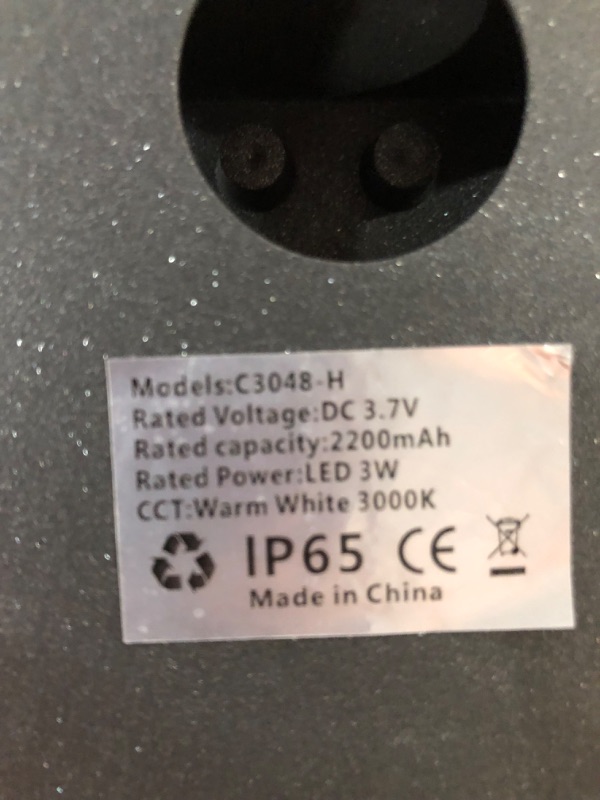 Models:C3048-H
Rated Voltage:DC 3.7V
Rated capacity:2200mAh
Rated Power:LED 3W
CCT:Warm White 3000K
IP65 CE
Made in China